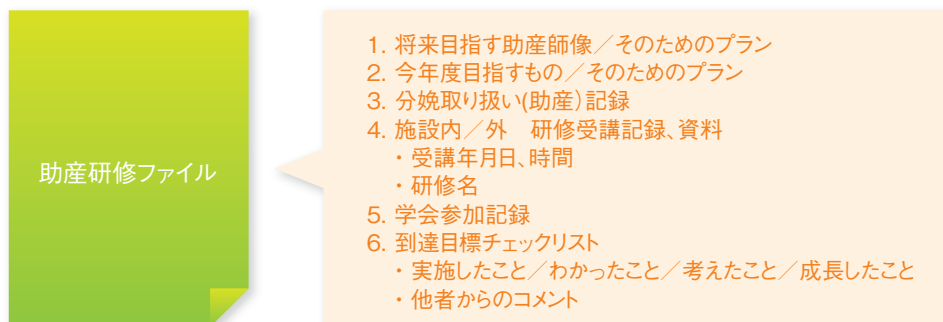 助産研修ファイル
1. 将来目指す助産師像／そのためのプラン
2. 今年度目指すもの／そのためのプラン
3. 分娩取り扱い(助産）記録
4. 施設内／外　研修受講記録、資料
・受講年月日、時間
・研修名
5. 学会参加記録
6. 到達目標チェックリスト
・実施したこと／わかったこと／考えたこと／成長したこと
・他者からのコメント